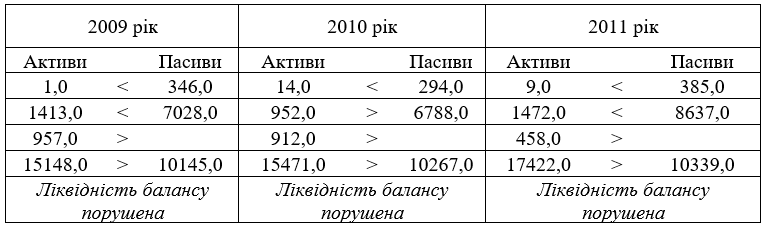 2009 рік 2010 рік 2011 рік
Активи Пасиви Активи Пасиви Активи Пасиви
1,0 < 346,0 14,0 < 294,0 9,0 < 385,0
1413,0 < 7028,0 952,0 > 6788,0 1472,0 < 8637,0
957,0 > 912,0 > 458,0 >
15148,0 > 10145,0 15471,0 > 10267,0 17422,0 > 10339,0
Ліквідність балансу Ліквідність балансу Ліквідність балансу
порушена порушена порушена